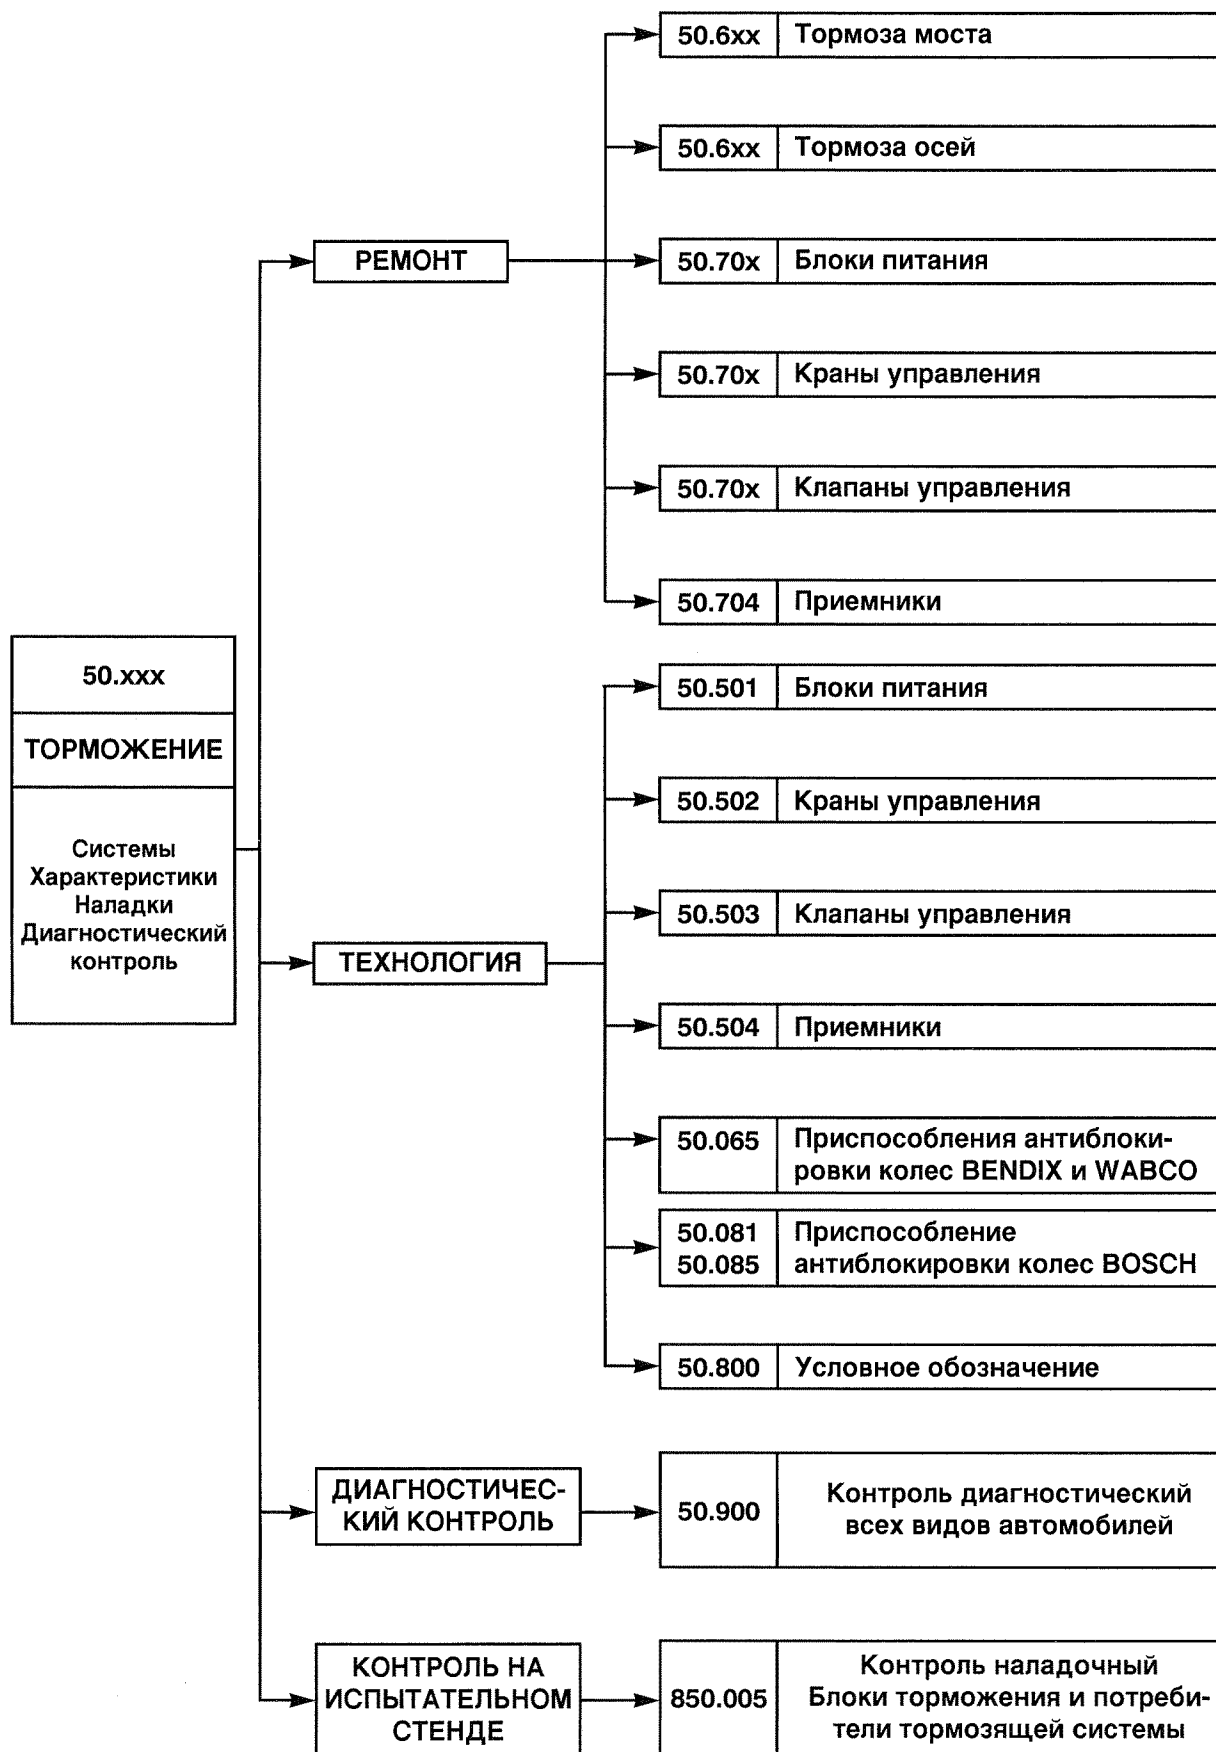 50.6xx Тормоза моста
50.6xx Тормоза осей
РЕМОНТ
50.70x Блоки питания
50.70x Краны управления
50.70x Клапаны управления
50.704 Приемники
50.xxx
ТОРМОЖЕНИЕ
Системы
Характеристики
Наладки
Диагностический
контроль
50.501 Блоки питания
50.502 Краны управления
50.503 Клапаны управления
ТЕХНОЛОГИЯ
50.504 Приемники
50.065 Приспособления антиблоки-
ровки колес BENDIX и WABCO
50.081 Приспособление
50.085 антиблокировки колес BOSCH
50.800 Условное обозначение
ДИАГНОСТИЧЕС-
КИЙ КОНТРОЛЬ
50.900
Контроль диагностический
всех видов автомобилей
КОНТРОЛЬ НА
ИСПЫТАТЕЛЬНОМ
СТЕНДЕ
850.005
Контроль наладочный
Блоки торможения и потреби-
тели тормозящей системы